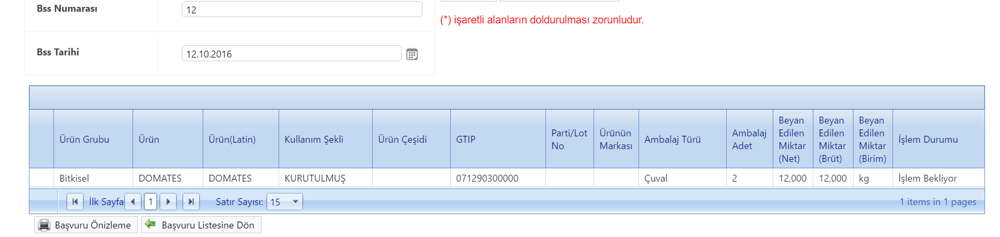 Bss Numarası
12
(*) işaretli alanların doldurulması zorunludur.
Bss Tarihi
12.10.2016
Ürün Grubu
Ürün
Ürün(Latin)
Kullanım Şekli
Ürün Çeşidi
GTIP
Parti/Lot
No
Ürünün
Markası
Ambalaj Türü
Ambalaj
Adet
Beyan
Edilen
Miktar
(Net)
Beyan
Edilen
Miktar
(Brüt)
Beyan
Edilen
Miktar
(Birim)
İşlem Durumu
Bitkisel
DOMATES
DOMATES
KURUTULMUŞ
071290300000
Çuval
2
12,000
12,000
kg
İşlem Bekliyor
İlk Sayfa
1
Satır Sayısı:
15
1 items in 1 pages
Başvuru Önizleme
Başvuru Listesine Dön